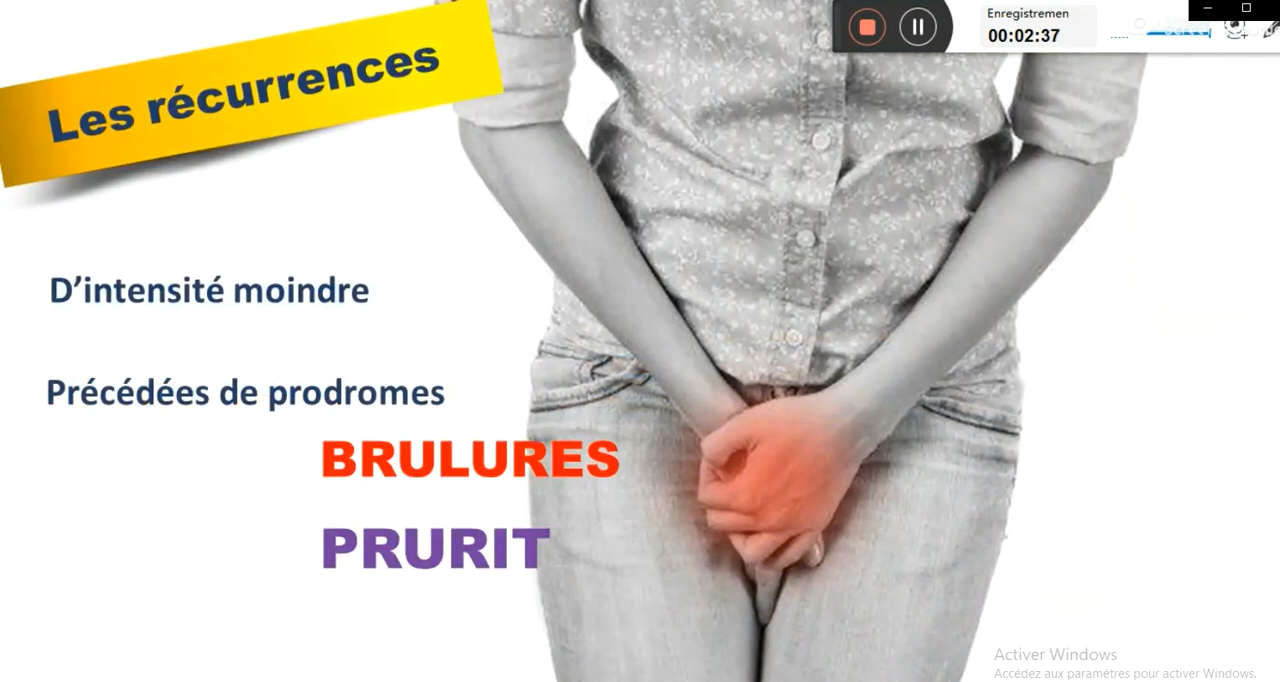 Les récurrences
Enregistremen
00:02:37
D'intensité moindre
Précédées de prodromes
BRULURES
PRURIT
Activer Windows
Accédez aux paramètres pour activer Windows.